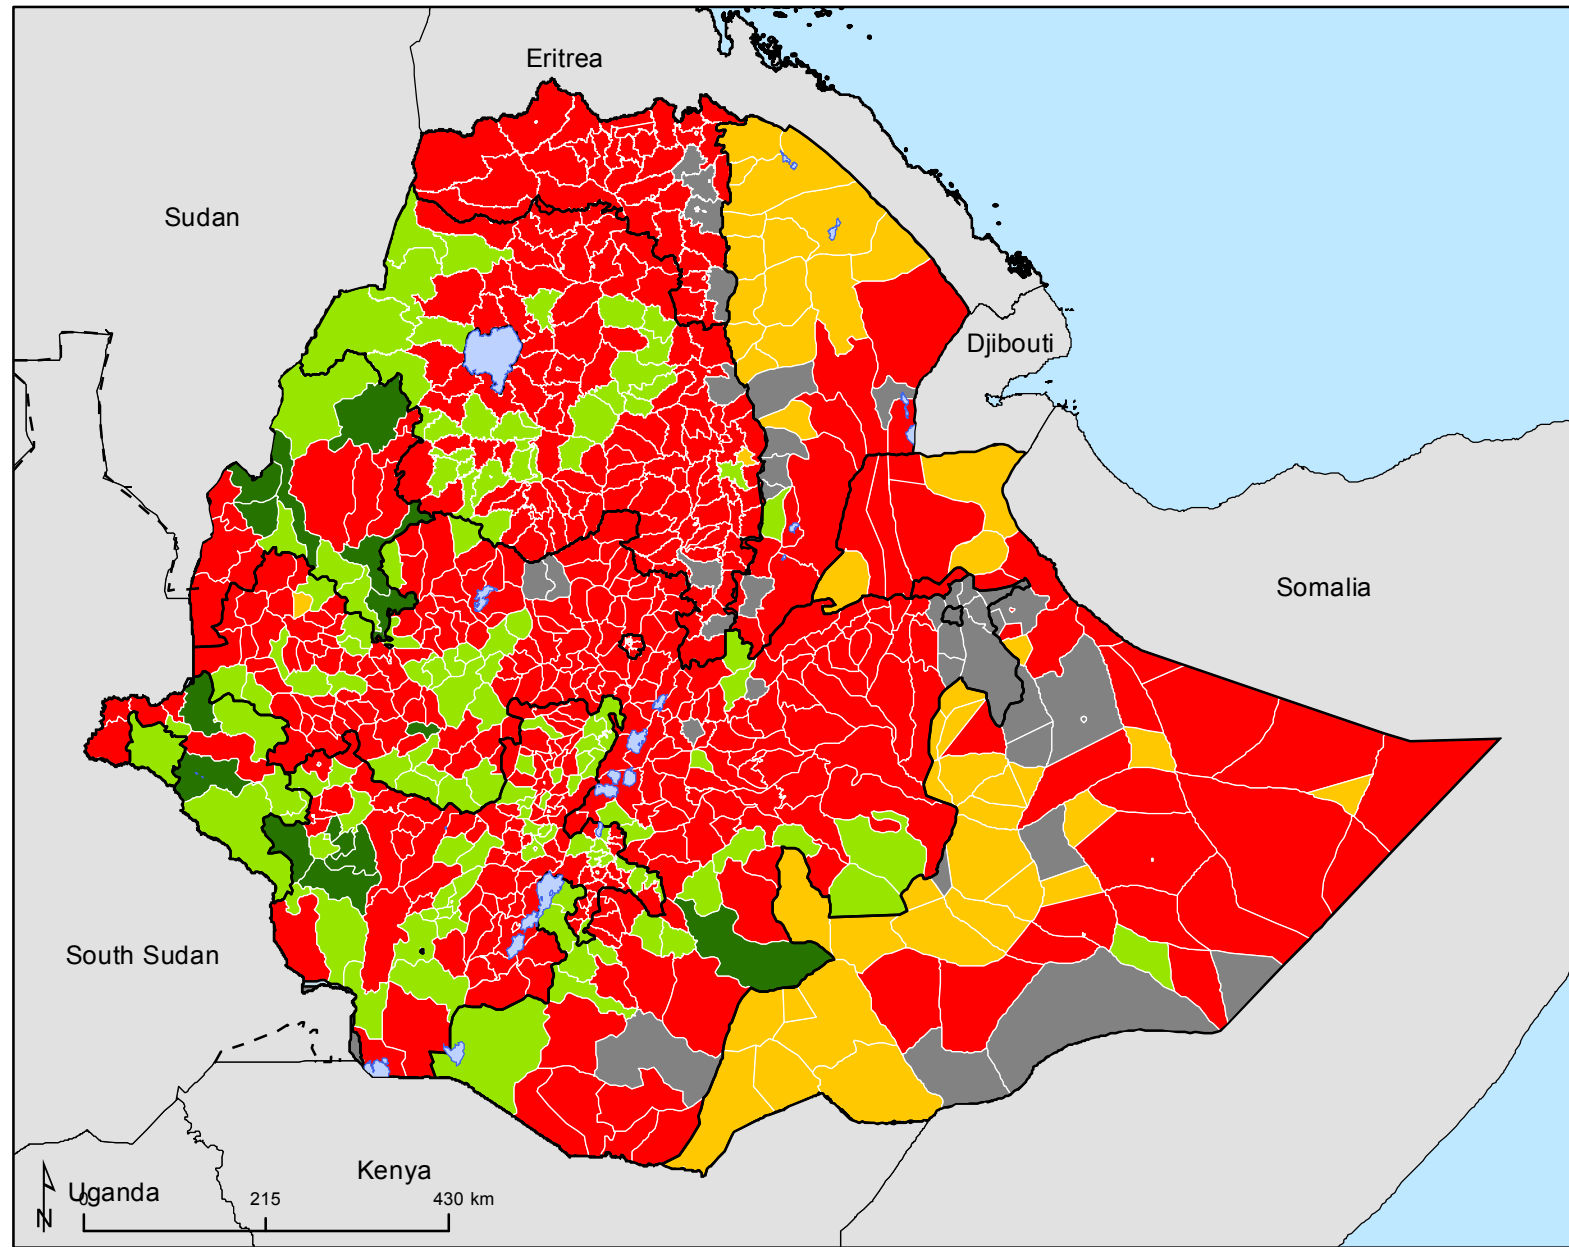 Eritrea
Sudan
Djibouti
Somalia
South Sudan
Kenya
Uganda
0 215 430 km
N